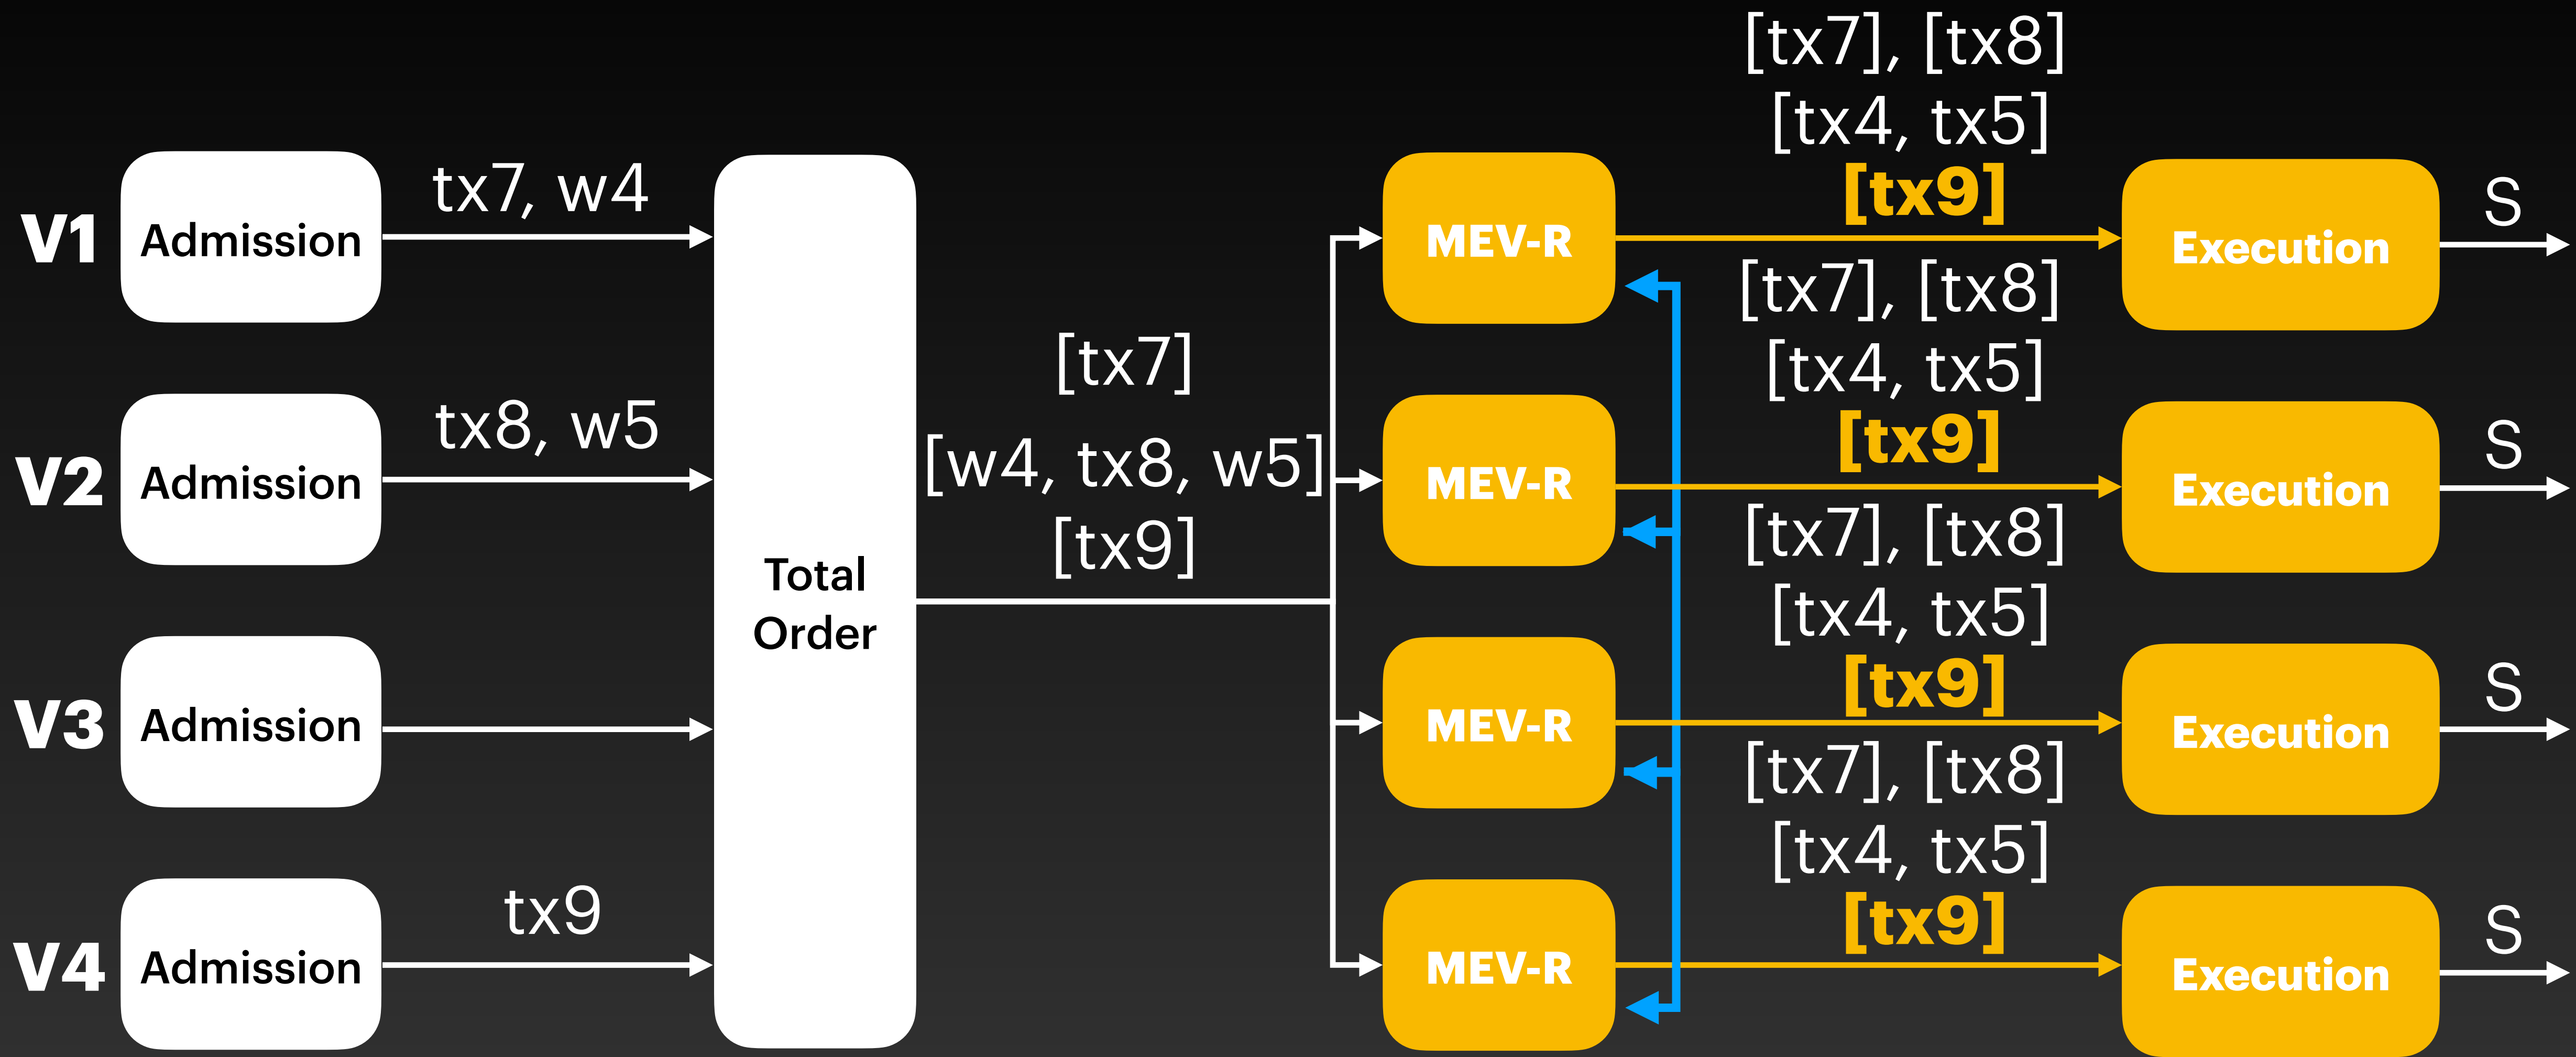 V1
Admission
tx7, w4
V2
Admission
tx8, w5
V3
Admission
V4
Admission
tx9
Total
Order
[tx7]
[w4, tx8, w5]
[tx9]
MEV-R
[tx7], [tx8]
[tx4, tx5]
[tx9]
Execution
S
MEV-R
[tx7], [tx8]
[tx4, tx5]
[tx9]
Execution
S
MEV-R
[tx7], [tx8]
[tx4, tx5]
[tx9]
Execution
S
MEV-R
[tx7], [tx8]
[tx4, tx5]
[tx9]
Execution
S